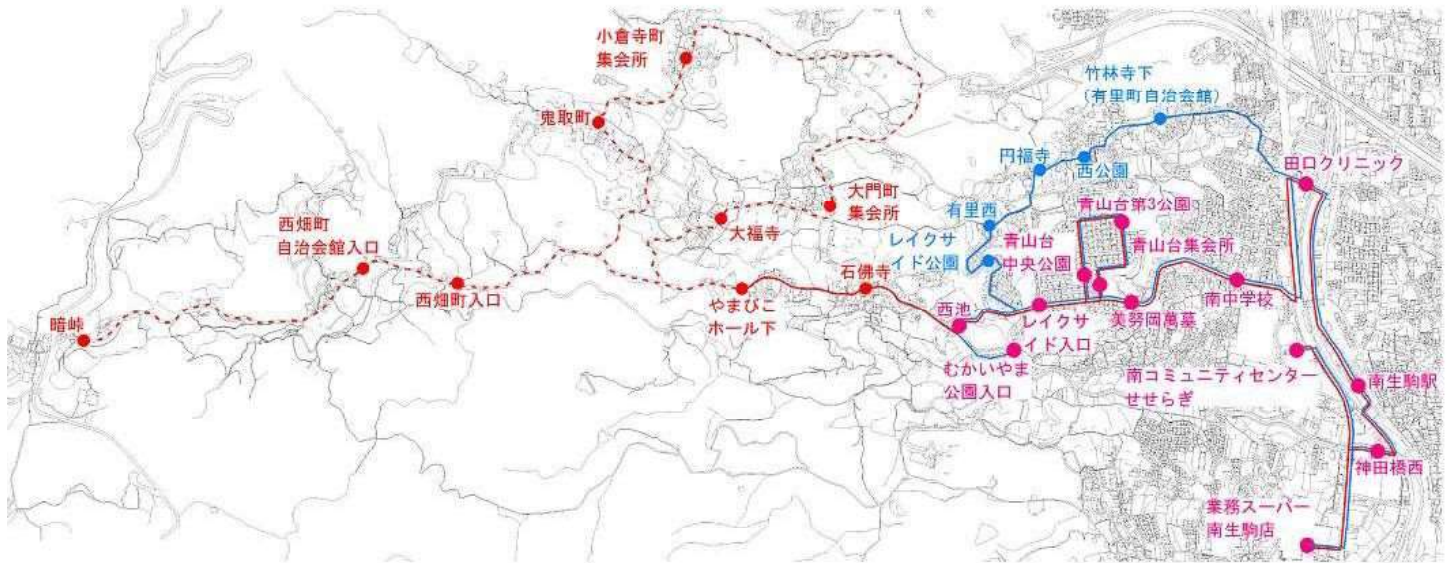 小倉寺町
集会所
鬼取町
西畑町
自治会館入口
西畑町入口
暗峠
大門町
集会所
大福寺
やまびこ
ホール下
石佛寺
竹林寺下
(有里町自治会館)
円福寺
西公園
有里西
レイクサ
イド公園
田口クリニック
青山台第3公園
青山台集会所
青山台
中央公園
西池
レイクサ
イド入口
美努岡萬墓
南中学校
むかいやま
公園入口
南コミュニティセンター
せせらぎ
南生駒駅
神田橋西
業務スーパー
南生駒店